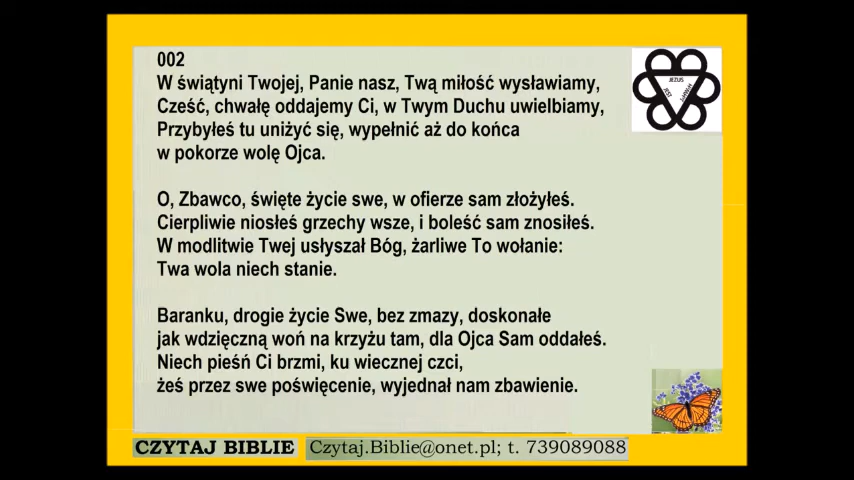 002
W świątyni Twojej, Panie nasz, Twą miłość wysławiamy,
Cześć, chwałę oddajemy Ci, w Twym Duchu uwielbiamy,
Przybyłeś tu uniżyć się, wypełnić aż do końca
w pokorze wolę Ojca.
O, Zbawco, święte życie swe, w ofierze sam złożyłeś.
Cierpliwie niosłeś grzechy wsze, i boleść sam znosiłeś.
W modlitwie Twej usłyszał Bóg, żarliwe To wołanie:
Twa wola niech stanie.
Baranku, drogie życie Swe, bez zmazy, doskonałe
jak wdzięczną woń na krzyżu tam, dla Ojca Sam oddałeś.
Niech pieśń Ci brzmi, ku wiecznej czci,
żeś przez swe poświęcenie, wyjednał nam zbawienie.
JEZUS
JEST
PANEM
CZYTAJ BIBLIE
Czytaj.Biblie@onet.pl; t. 739089088